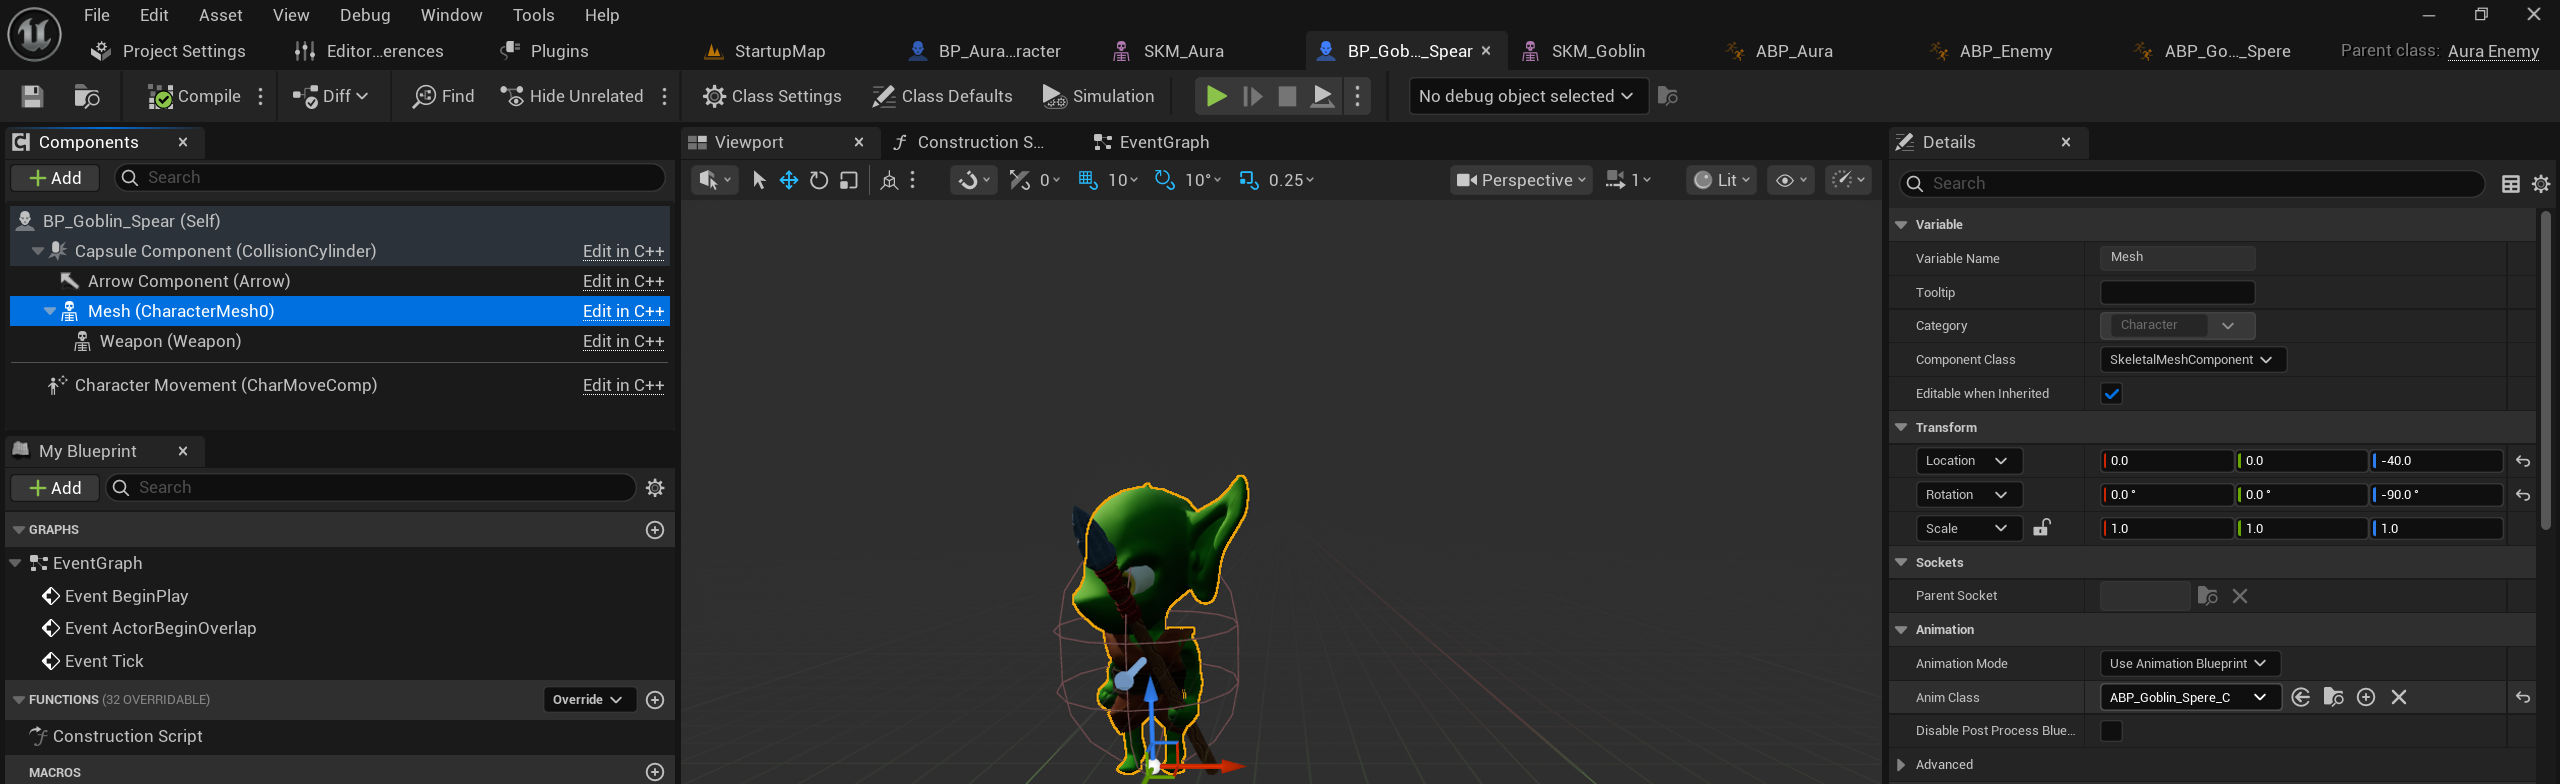 File Edit Asset View Debug Window Tools Help
Project Settings Editor...erences Plugins StartupMap BP_Aura...racter SKM_Aura BP_Gob..._Spear SKM_Goblin ABP_Aura ABP_Enemy ABP_Go..._Spere Parent class: Aura Enemy
Compile Diff Find Hide Unrelated Class Settings Class Defaults Simulation No debug object selected
Components
Add Search
BP_Goblin_Spear (Self)
Capsule Component (CollisionCylinder) Edit in C++
Arrow Component (Arrow) Edit in C++
Mesh (CharacterMesh0) Edit in C++
Weapon (Weapon) Edit in C++
Character Movement (CharMoveComp) Edit in C++
My Blueprint
Add Search
GRAPHS
EventGraph
Event BeginPlay
Event ActorBeginOverlap
Event Tick
FUNCTIONS (32 OVERRIDABLE) Override
Construction Script
MACROS
Viewport Construction S... EventGraph
0 10 10° 0.25 Perspective 1 Lit
Details
Search
Variable
Variable Name Mesh
Tooltip
Category Character
Component Class SkeletalMeshComponent
Editable when Inherited
Transform
Location 0.0 0.0 -40.0
Rotation 0.0 ° 0.0 ° -90.0 °
Scale 1.0 1.0 1.0
Sockets
Parent Socket
Animation
Animation Mode Use Animation Blueprint
Anim Class ABP_Goblin_Spere_C
Disable Post Process Blue...
Advanced